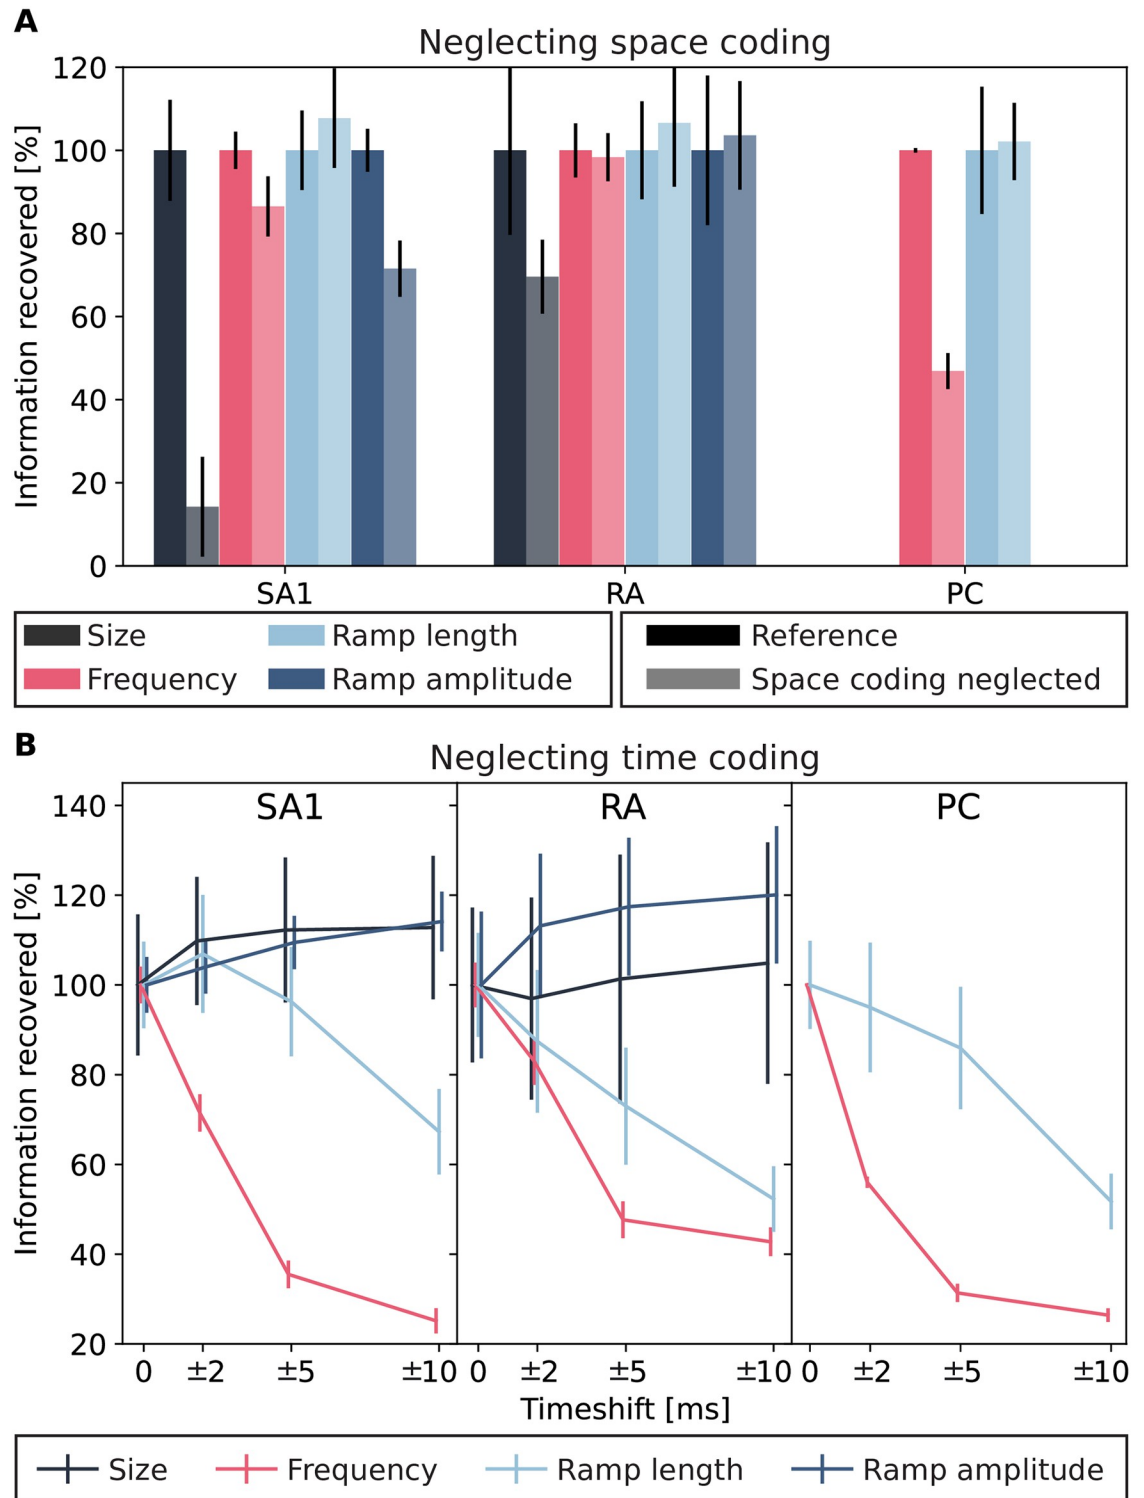 A
Neglecting space coding
Information recovered [%]
120
100
80
60
40
20
0
SA1 RA PC
Size Ramp length Reference
Frequency Ramp amplitude Space coding neglected
B
Neglecting time coding
SA1 RA PC
Information recovered [%]
140
120
100
80
60
40
20
0 ±2 ±5 ±10 0 ±2 ±5 ±10 0 ±2 ±5 ±10
Timeshift [ms]
Size Frequency Ramp length Ramp amplitude